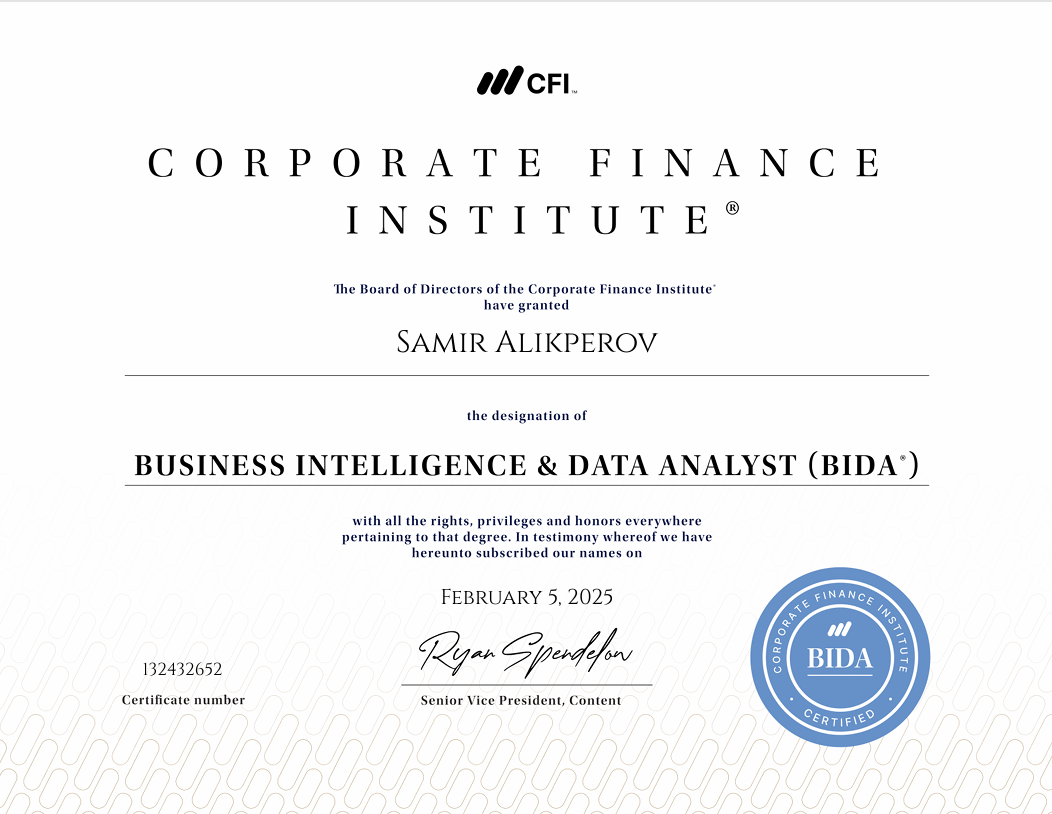 CFI™
CORPORATE FINANCE
INSTITUTE®
The Board of Directors of the Corporate Finance Institute®
have granted
Samir Alikperov
the designation of
BUSINESS INTELLIGENCE & DATA ANALYST (BIDA®)
with all the rights, privileges and honors everywhere
pertaining to that degree. In testimony whereof we have
hereunto subscribed our names on
February 5, 2025
Ryan Spendelow
132432652
Certificate number
Senior Vice President, Content
CORPORATE FINANCE INSTITUTE
BIDA
CERTIFIED